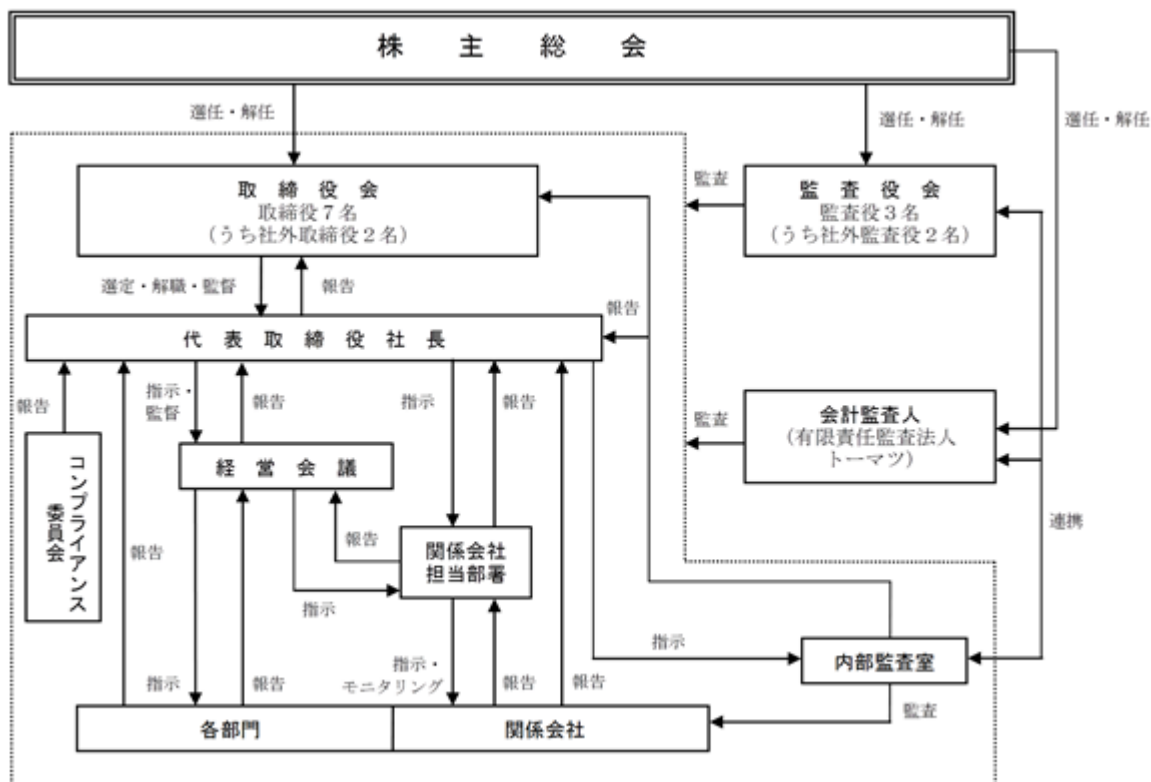 株主総会
選任・解任
選任・解任
選任・解任
取締役会
取締役7名
（うち社外取締役2名）
監査
監査役会
監査役3名
（うち社外監査役2名）
選定・解職・監督
報告
報告
代表取締役社長
報告
指示・
監督
報告
指示
報告
監査
会計監査人
（有限責任監査法人
トーマツ）
経営会議
コンプライアンス
委員会
報告
報告
関係会社
担当部署
連携
指示
指示
報告
指示・
モニタリング
報告
報告
指示
内部監査室
監査
各部門
関係会社